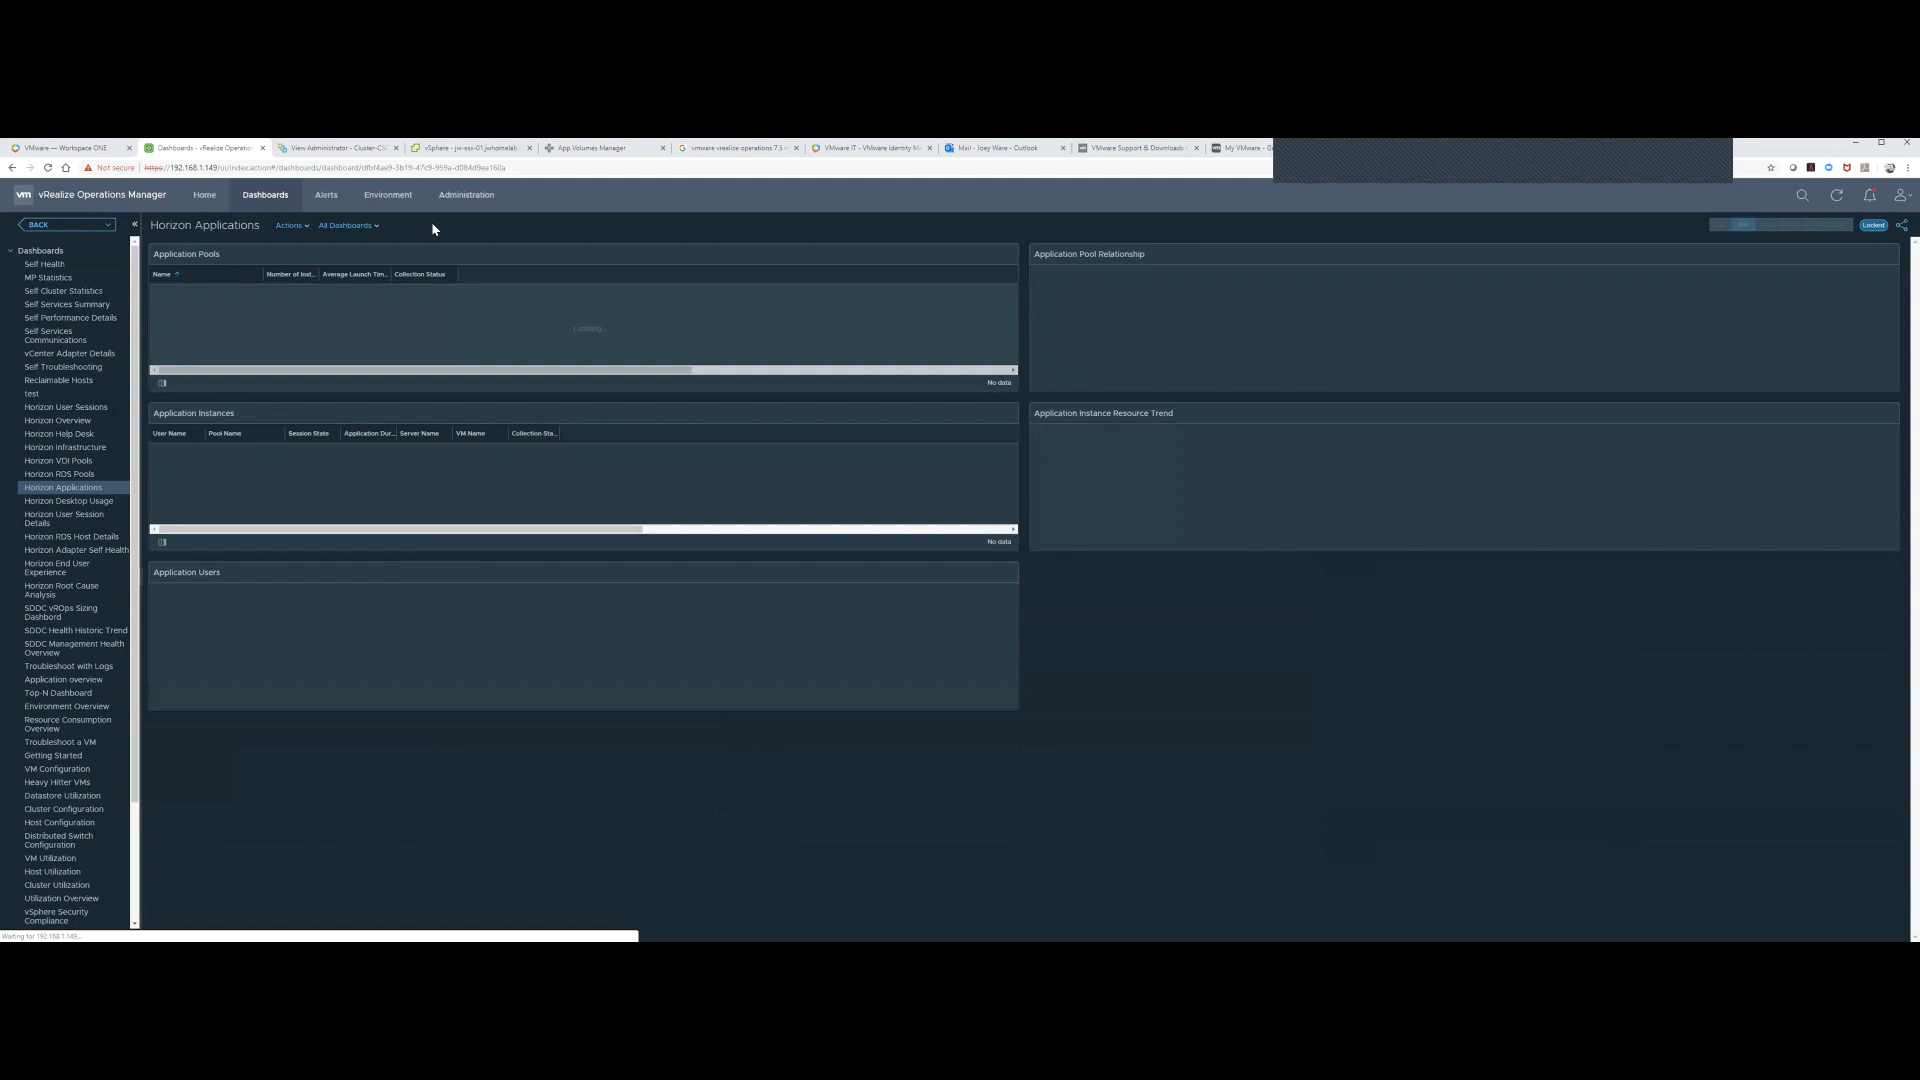 VMware — Workspace ONE
Dashboards - vRealize Operation
View Administrator - Cluster-CS
vSphere - jw-esx-01.jwhomelab
App Volumes Manager
vmware vrealize operations 7.5
VMware IT - VMware Identity M
Mail - Joey Ware - Outlook
VMware Support & Downloads
My VMware - G
Not secure
https://192.168.1.149/ui/index.action#/dashboards/dashboard/dfbf4ae9-3b19-47c9-959a-d084d9ea160a
vm vRealize Operations Manager
Home
Dashboards
Alerts
Environment
Administration
BACK
Horizon Applications
Actions
All Dashboards
Locked
Dashboards
Self Health
MP Statistics
Self Cluster Statistics
Self Services Summary
Self Performance Details
Self Services
Communications
vCenter Adapter Details
Self Troubleshooting
Reclaimable Hosts
test
Horizon User Sessions
Horizon Overview
Horizon Help Desk
Horizon Infrastructure
Horizon VDI Pools
Horizon RDS Pools
Horizon Applications
Horizon Desktop Usage
Horizon User Session
Details
Horizon RDS Host Details
Horizon Adapter Self Health
Horizon End User
Experience
Horizon Root Cause
Analysis
SDDC vROps Sizing
Dashbord
SDDC Health Historic Trend
SDDC Management Health
Overview
Troubleshoot with Logs
Application overview
Top-N Dashboard
Environment Overview
Resource Consumption
Overview
Troubleshoot a VM
Getting Started
VM Configuration
Heavy Hitter VMs
Datastore Utilization
Cluster Configuration
Host Configuration
Distributed Switch
Configuration
VM Utilization
Host Utilization
Cluster Utilization
Utilization Overview
vSphere Security
Compliance
Application Pools
Name
Number of Inst...
Average Launch Tim...
Collection Status
Loading...
No data
Application Pool Relationship
Application Instances
User Name
Pool Name
Session State
Application Dur...
Server Name
VM Name
Collection Sta...
No data
Application Instance Resource Trend
Application Users
Waiting for 192.168.1.149...